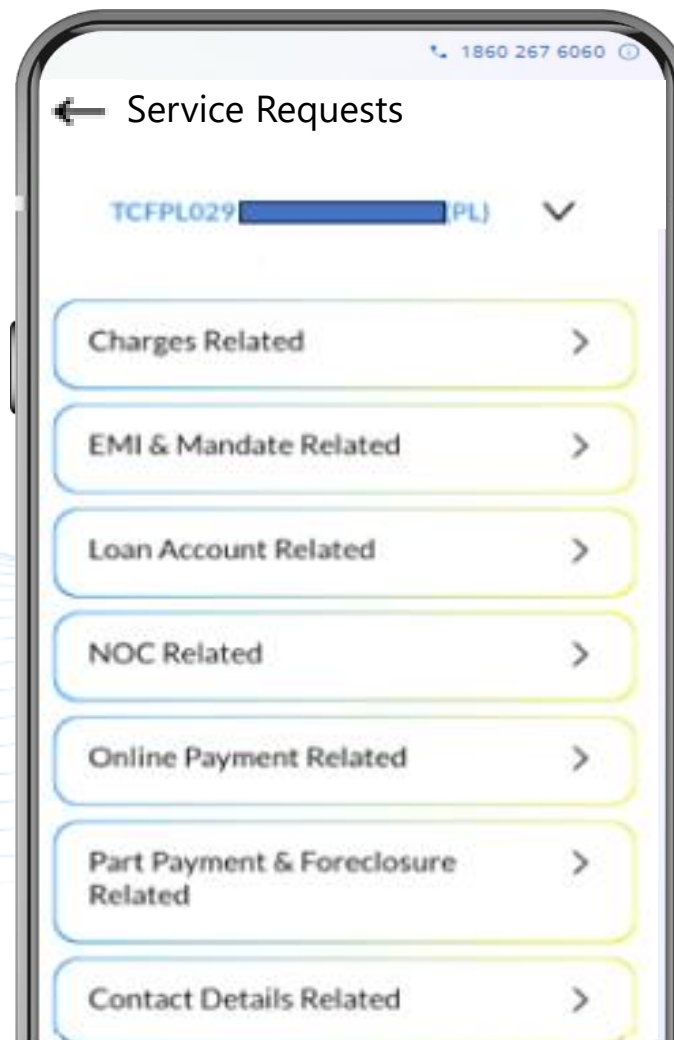 1860 267 6060
Service Requests
TCFPL029 (PL)
Charges Related
EMI & Mandate Related
Loan Account Related
NOC Related
Online Payment Related
Part Payment & Foreclosure
Related
Contact Details Related